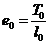 e₀ = T₀/l₀